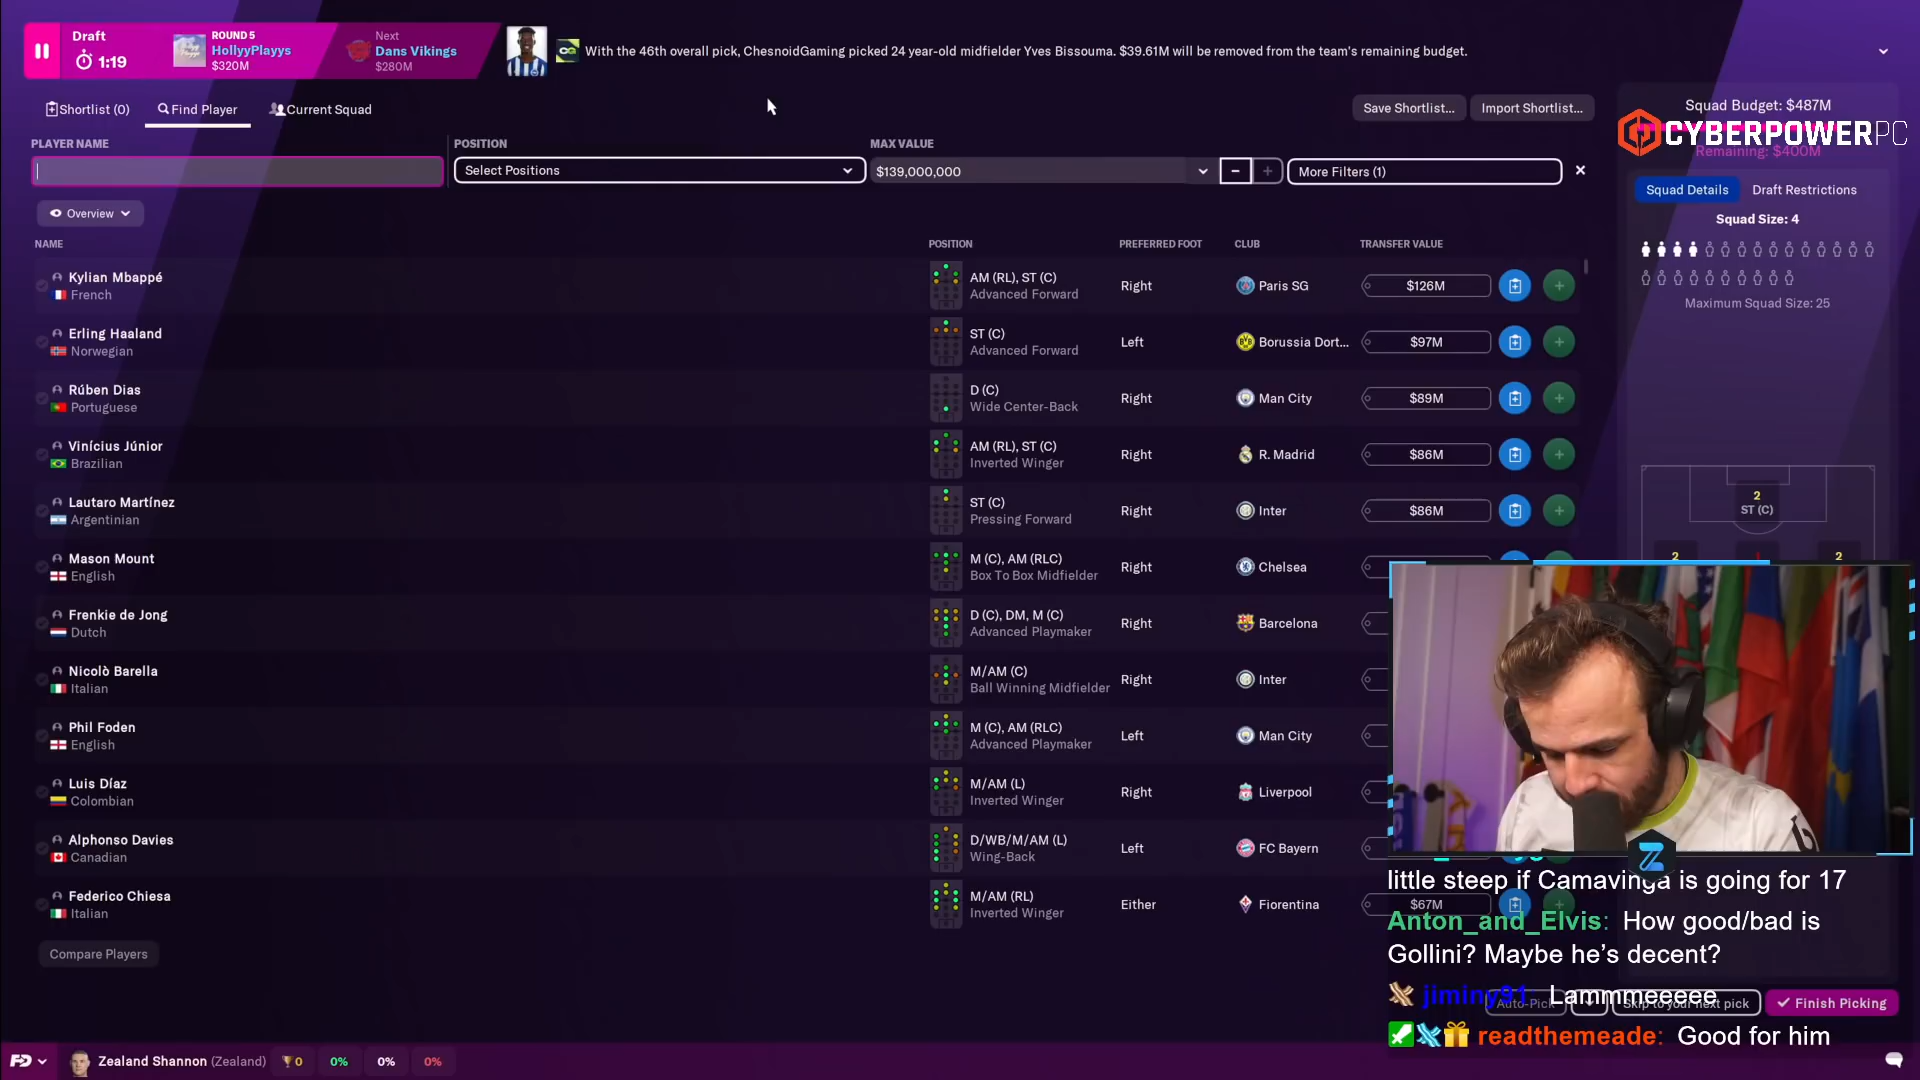 Draft
1:19
ROUND 5
HollyyPlayys
$320M
Next
Dans Vikings
$280M
With the 46th overall pick, ChesnoidGaming picked 24 year-old midfielder Yves Bissouma. $39.61M will be removed from the team's remaining budget.
Shortlist (0)
Find Player
Current Squad
Save Shortlist...
Import Shortlist...
Squad Budget: $487M
CYBERPOWERPC
Remaining: $400M
PLAYER NAME
POSITION
MAX VALUE
Select Positions
$139,000,000
More Filters (1)
Squad Details
Draft Restrictions
Squad Size: 4
Maximum Squad Size: 25
Overview
NAME
POSITION
PREFERRED FOOT
CLUB
TRANSFER VALUE
Kylian Mbappé
French
AM (RL), ST (C)
Advanced Forward
Right
Paris SG
$126M
Erling Haaland
Norwegian
ST (C)
Advanced Forward
Left
Borussia Dort...
$97M
Rúben Dias
Portuguese
D (C)
Wide Center-Back
Right
Man City
$89M
Vinícius Júnior
Brazilian
AM (RL), ST (C)
Inverted Winger
Right
R. Madrid
$86M
Lautaro Martínez
Argentinian
ST (C)
Pressing Forward
Right
Inter
$86M
2
ST (C)
2
2
Mason Mount
English
M (C), AM (RLC)
Box To Box Midfielder
Right
Chelsea
Frenkie de Jong
Dutch
D (C), DM, M (C)
Advanced Playmaker
Right
Barcelona
Nicolò Barella
Italian
M/AM (C)
Ball Winning Midfielder
Right
Inter
Phil Foden
English
M (C), AM (RLC)
Advanced Playmaker
Left
Man City
Luis Díaz
Colombian
M/AM (L)
Inverted Winger
Right
Liverpool
Alphonso Davies
Canadian
D/WB/M/AM (L)
Wing-Back
Left
FC Bayern
Federico Chiesa
Italian
M/AM (RL)
Inverted Winger
Either
Fiorentina
$67M
little steep if Camavinga is going for 17
Anton_and_Elvis: How good/bad is
Gollini? Maybe he's decent?
jiminy91: Lammmeeeee
readthemeade: Good for him
Compare Players
Auto-Pick
Skip to your next pick
Finish Picking
FD
Zealand Shannon (Zealand)
0
0%
0%
0%